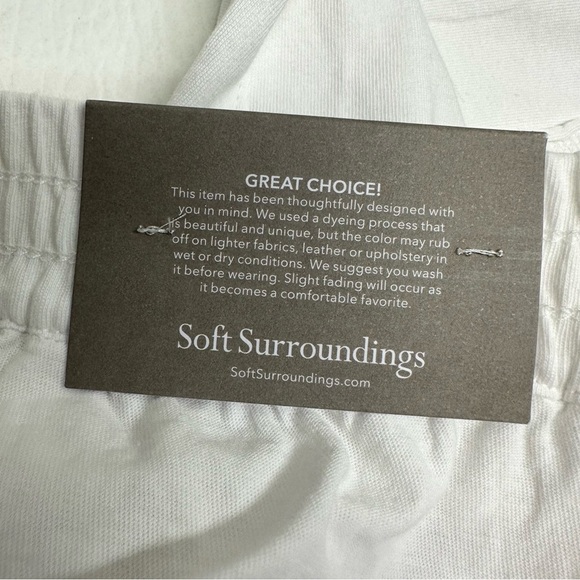 GREAT CHOICE!
This item has been thoughtfully designed with
you in mind. We used a dyeing process that
is beautiful and unique, but the color may rub
off on lighter fabrics, leather or upholstery in
wet or dry conditions. We suggest you wash
it before wearing. Slight fading will occur as
it becomes a comfortable favorite.
Soft Surroundings
SoftSurroundings.com